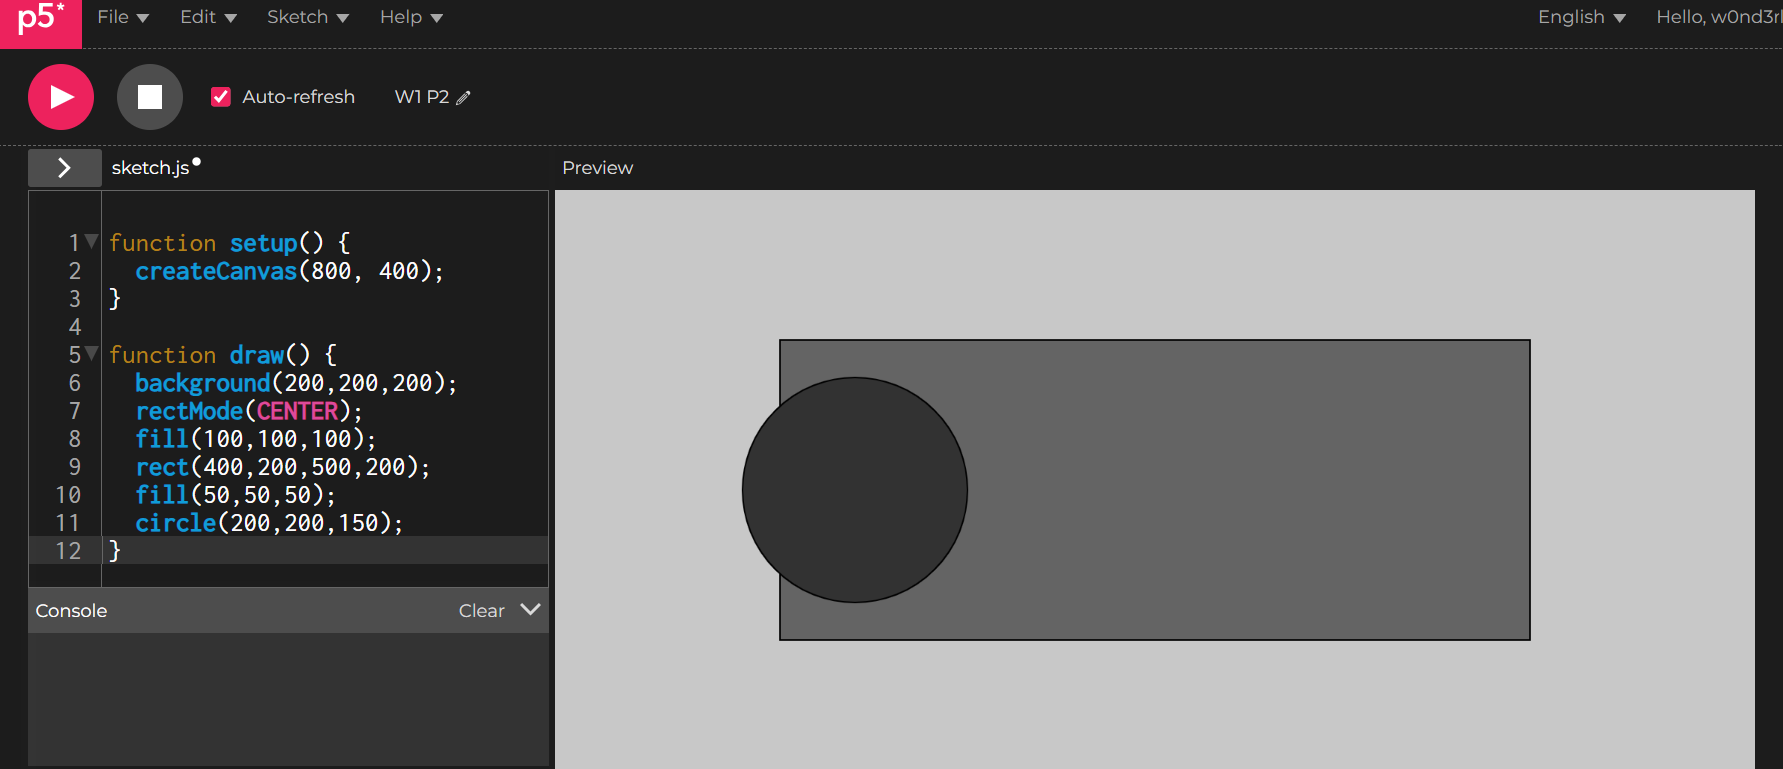 p5* File Edit Sketch Help English Hello, w0nd3r
Auto-refresh W1 P2
sketch.js Preview
1 function setup() {
2 createCanvas(800, 400);
3 }
4
5 function draw() {
6 background(200,200,200);
7 rectMode(CENTER);
8 fill(100,100,100);
9 rect(400,200,500,200);
10 fill(50,50,50);
11 circle(200,200,150);
12 }
Console Clear